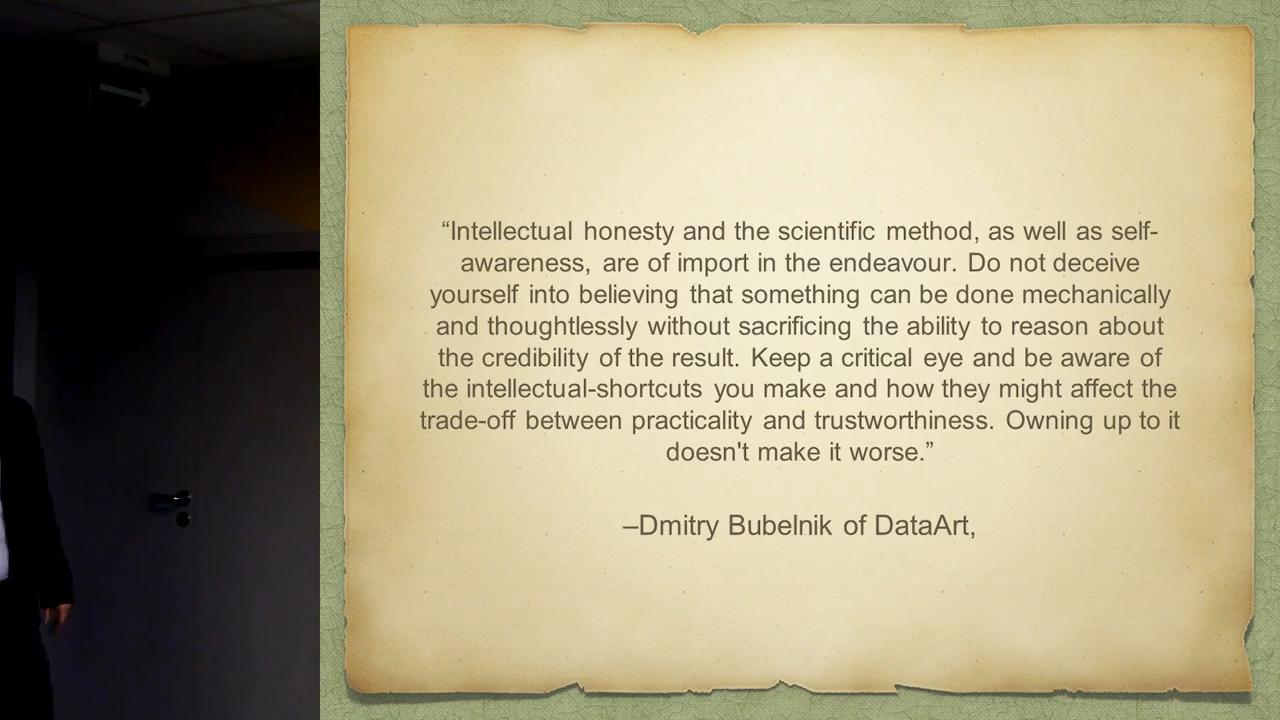 “Intellectual honesty and the scientific method, as well as self-
awareness, are of import in the endeavour. Do not deceive
yourself into believing that something can be done mechanically
and thoughtlessly without sacrificing the ability to reason about
the credibility of the result. Keep a critical eye and be aware of
the intellectual-shortcuts you make and how they might affect the
trade-off between practicality and trustworthiness. Owning up to it
doesn't make it worse.”
–Dmitry Bubelnik of DataArt,